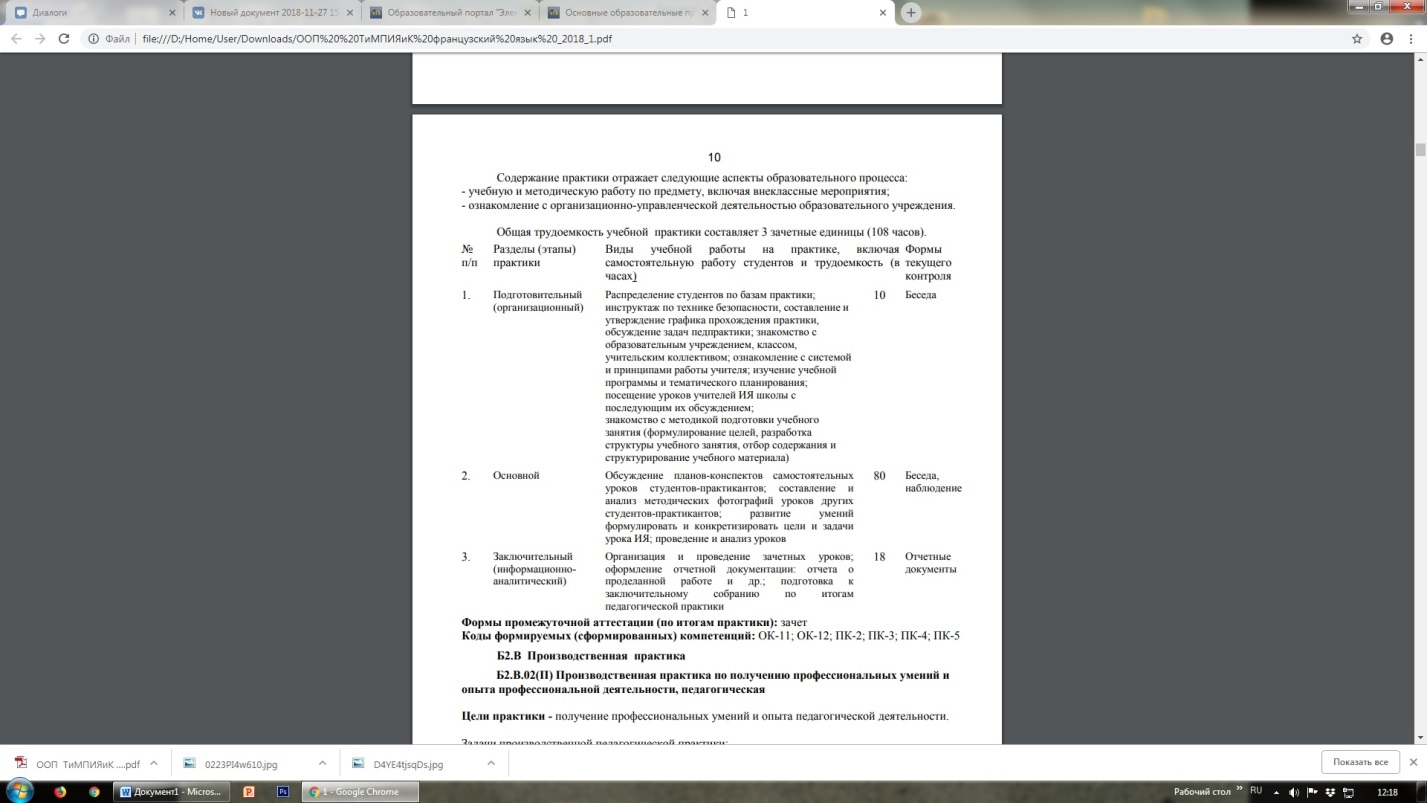 Диалоги
Новый документ 2018-11-27 15
Образовательный портал "Эле
Основные образовательные пр
1
Файл | file:///D:/Home/User/Downloads/ООП%20%20ТиМПИЯиК%20французский%20язык%20_2018_1.pdf
10
Содержание практики отражает следующие аспекты образовательного процесса:
- учебную и методическую работу по предмету, включая внеклассные мероприятия;
- ознакомление с организационно-управленческой деятельностью образовательного учреждения.
Общая трудоемкость учебной практики составляет 3 зачетные единицы (108 часов).
№ Разделы (этапы) Виды учебной работы на практике, включая Формы
п/п практики самостоятельную работу студентов и трудоемкость (в текущего
часах) контроля
1. Подготовительный Распределение студентов по базам практики; 10 Беседа
(организационный) инструктаж по технике безопасности, составление и
утверждение графика прохождения практики,
обсуждение задач педпрактики; знакомство с
образовательным учреждением, классом,
учительским коллективом; ознакомление с системой
и принципами работы учителя; изучение учебной
программы и тематического планирования;
посещение уроков учителей ИЯ школы с
последующим их обсуждением;
знакомство с методикой подготовки учебного
занятия (формулирование целей, разработка
структуры учебного занятия, отбор содержания и
структурирование учебного материала)
2. Основной Обсуждение планов-конспектов самостоятельных 80 Беседа,
уроков студентов-практикантов; составление и наблюдение
анализ методических фотографий уроков других
студентов-практикантов; развитие умений
формулировать и конкретизировать цели и задачи
урока ИЯ; проведение и анализ уроков
3. Заключительный Организация и проведение зачетных уроков; 18 Отчетные
(информационно- оформление отчетной документации: отчета о документы
аналитический) проделанной работе и др.; подготовка к
заключительному собранию по итогам
педагогической практики
Формы промежуточной аттестации (по итогам практики): зачет
Коды формируемых (сформированных) компетенций: ОК-11; ОК-12; ПК-2; ПК-3; ПК-4; ПК-5
Б2.В Производственная практика
Б2.В.02(П) Производственная практика по получению профессиональных умений и
опыта профессиональной деятельности, педагогическая
Цели практики - получение профессиональных умений и опыта педагогической деятельности.
Задачи производственной педагогической практики:
ООП ТиМПИЯиК ....pdf
0223PI4w610.jpg
D4YE4tjsqDs.jpg
Показать все
Документ1 - Micros...
1 - Google Chrome
Рабочий стол
RU
12:18